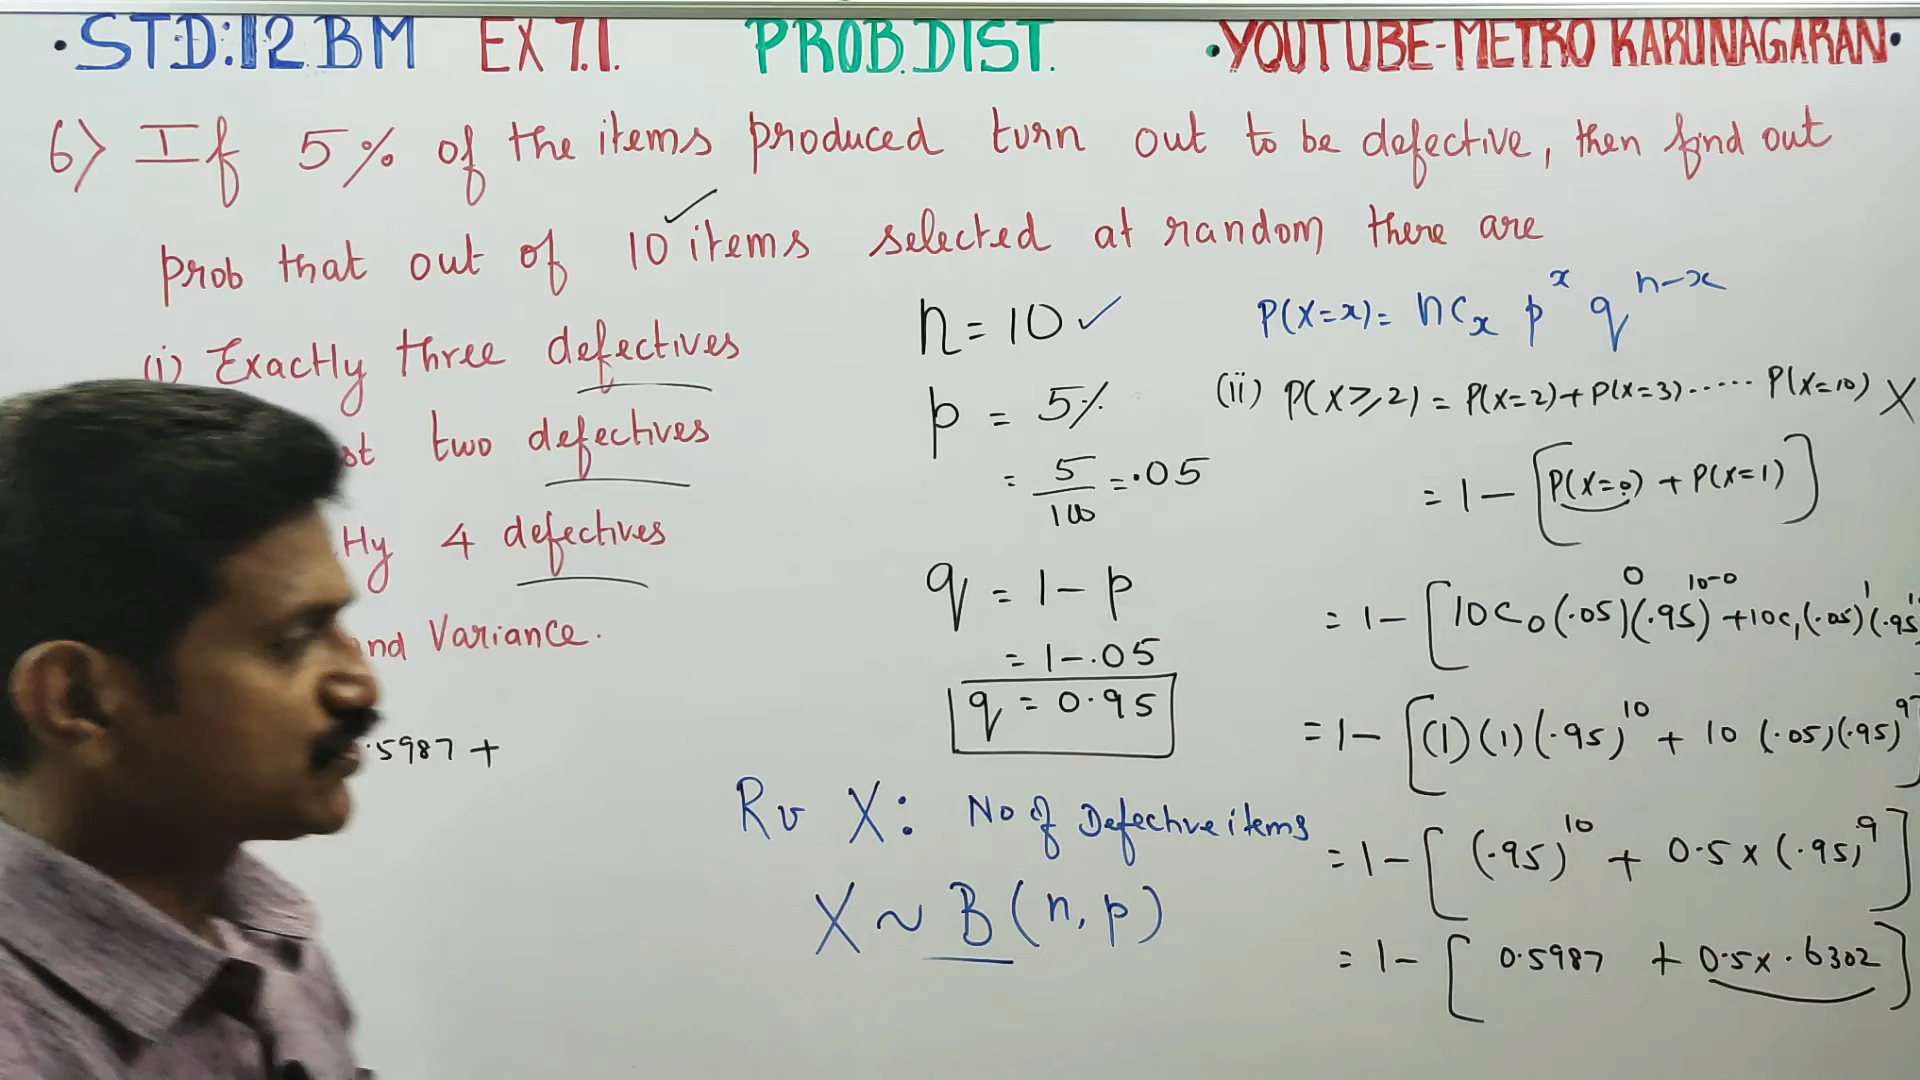 • STD:12 BM EX 7.1. PROB.DIST. • YOUTUBE-METRO KARUNAGARAN •
6) If 5% of the items produced turn out to be defective, then find out
prob that out of 10 items selected at random there are
(i) Exactly three defectives
st two defectives
tly 4 defectives
nd Variance.
.5987 +
n = 10 ✓
p = 5%
= 5/100 = .05
q = 1 - p
= 1 - .05
q = 0.95
Rv X: No of Defective items
X ~ B(n, p)
P(X=x) = nCx p^x q^n-x
(ii) P(X≥2) = P(X=2) + P(X=3) ..... P(X=10) X
= 1 - [P(X=0) + P(X=1)]
= 1 - [10C0 (.05)^0 (.95)^10-0 + 10C1 (.05)^1 (.95
= 1 - [(1)(1)(.95)^10 + 10 (.05)(.95)^9]
= 1 - [(.95)^10 + 0.5 x (.95)^9]
= 1 - [0.5987 + 0.5 x .6302]